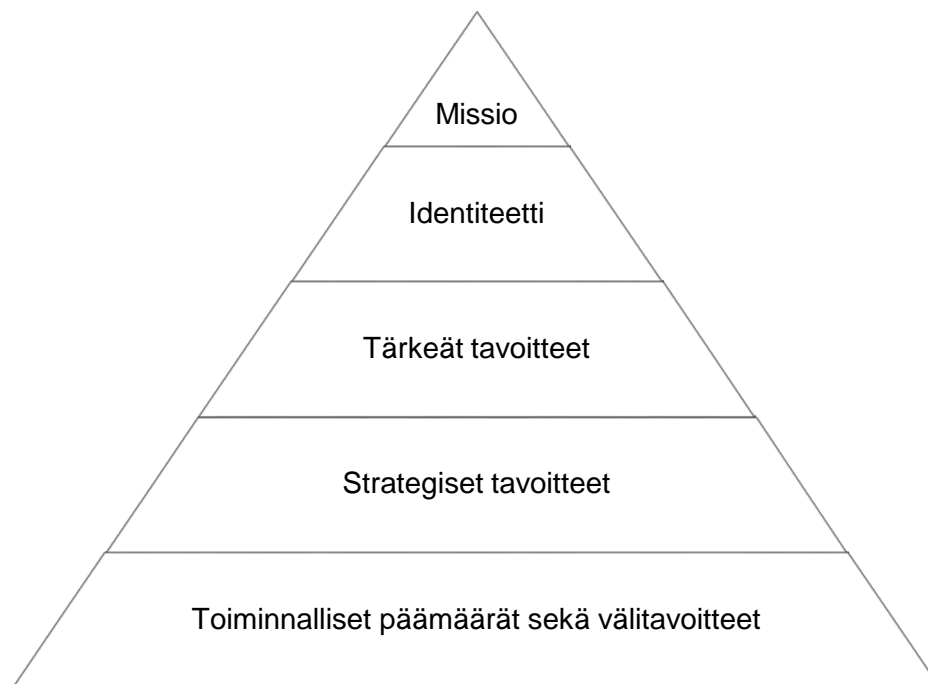 Missio
Identiteetti
Tärkeät tavoitteet
Strategiset tavoitteet
Toiminnalliset päämäärät sekä välitavoitteet